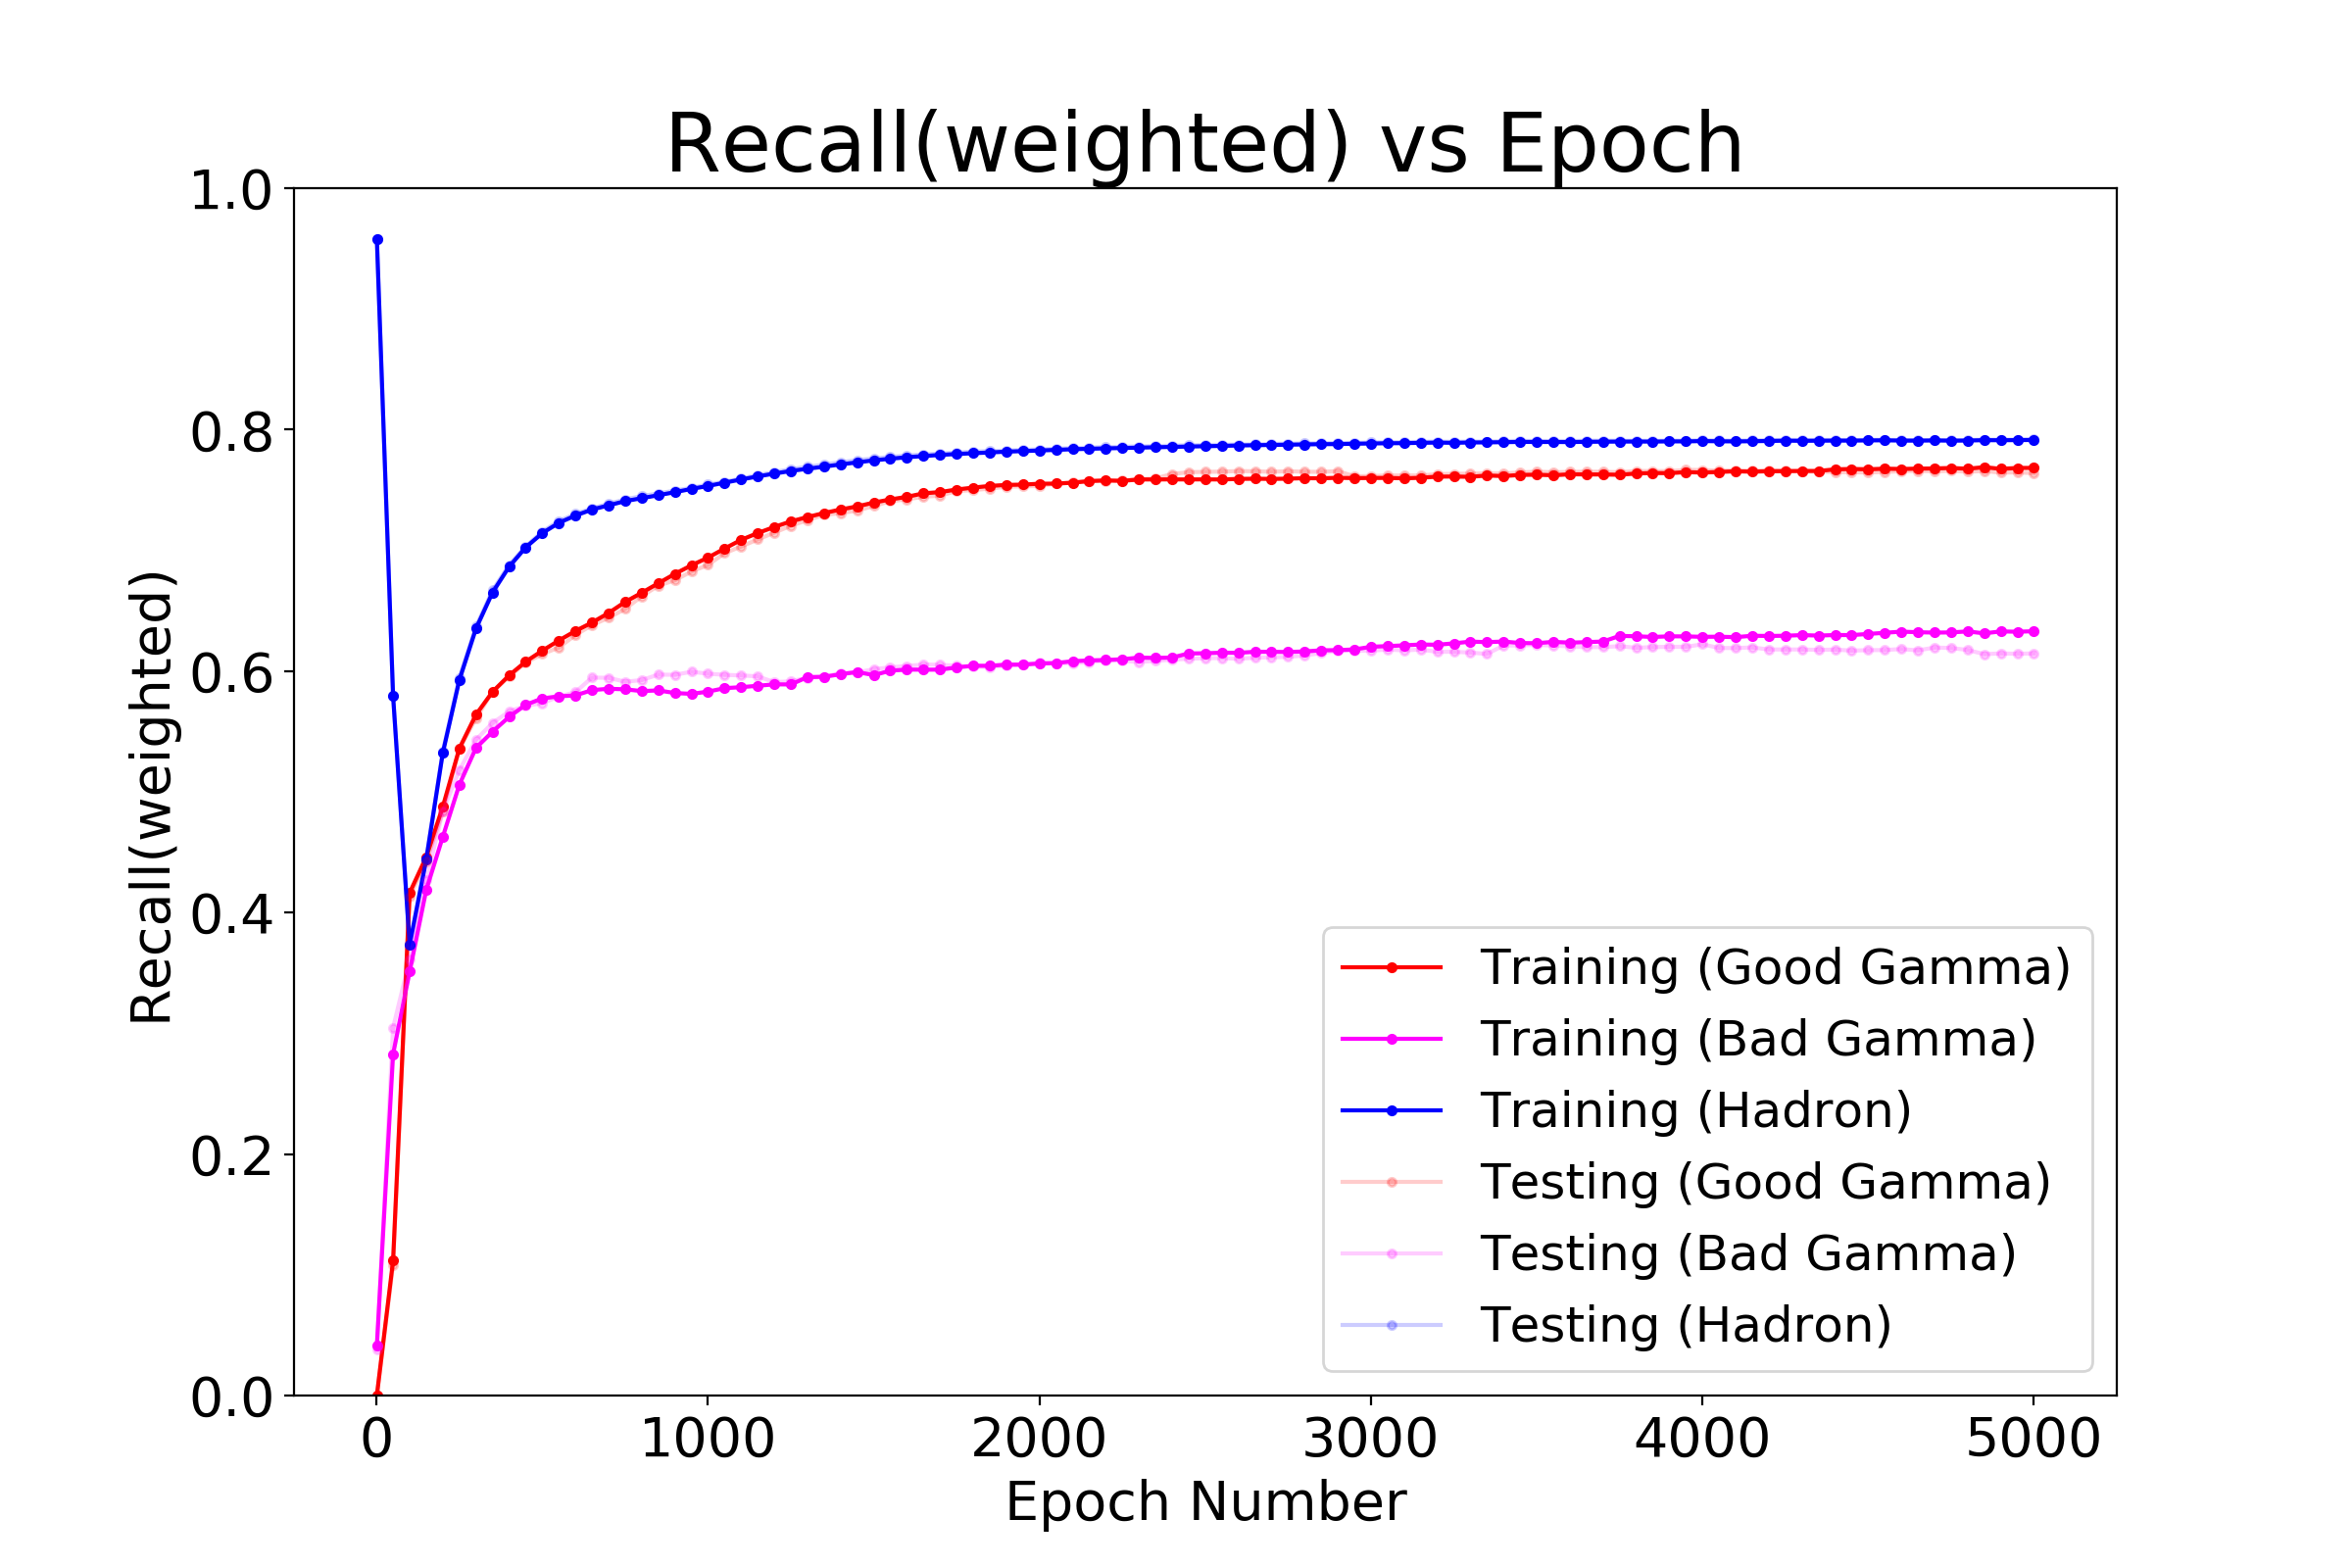 Recall(weighted) vs Epoch
1.0
0.8
0.6
0.4
0.2
0.0
Recall(weighted)
0 1000 2000 3000 4000 5000
Epoch Number
Training (Good Gamma)
Training (Bad Gamma)
Training (Hadron)
Testing (Good Gamma)
Testing (Bad Gamma)
Testing (Hadron)